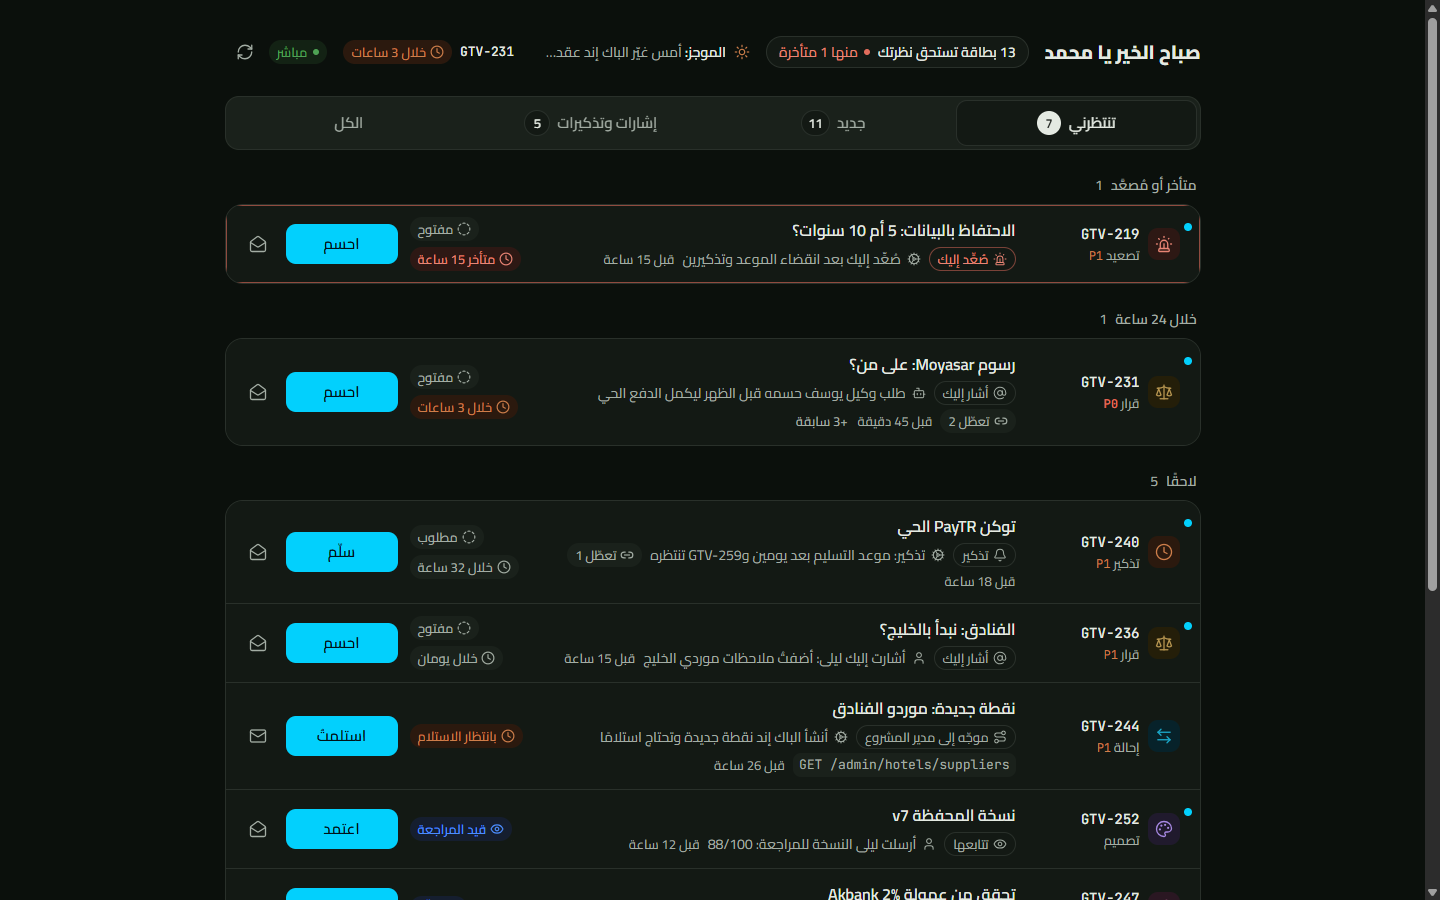 صباح الخير يا محمد
13 بطاقة تستحق نظرتك • منها 1 متأخرة
الموجز: أمس غيّر الباك إند عقد...
GTV-231
خلال 3 ساعات
مباشر
تنتظرني 7
جديد 11
إشارات وتذكيرات 5
الكل
متأخر أو مُصعَّد 1
GTV-219
تصعيد P1
الاحتفاظ بالبيانات: 5 أم 10 سنوات؟
صُعِّد إليك
صُعِّد إليك بعد انقضاء الموعد وتذكيرين
قبل 15 ساعة
مفتوح
متأخر 15 ساعة
احسم
خلال 24 ساعة 1
GTV-231
قرار P0
رسوم Moyasar: على من؟
أشار إليك
طلب وكيل يوسف حسمه قبل الظهر ليكمل الدفع الحي
تعطّل 2
قبل 45 دقيقة
+3 سابقة
مفتوح
خلال 3 ساعات
احسم
لاحقًا 5
GTV-240
تذكير P1
توكن PayTR الحي
تذكير
تذكير: موعد التسليم بعد يومين وGTV-259 تنتظره
تعطّل 1
قبل 18 ساعة
مطلوب
خلال 32 ساعة
سلّم
GTV-236
قرار P1
الفنادق: نبدأ بالخليج؟
أشار إليك
أشارت إليك ليلى: أضفتُ ملاحظات موردي الخليج
قبل 15 ساعة
مفتوح
خلال يومان
احسم
GTV-244
إحالة P1
نقطة جديدة: موردو الفنادق
موجّه إلى مدير المشروع
أنشأ الباك إند نقطة جديدة وتحتاج استلامًا
GET /admin/hotels/suppliers
قبل 26 ساعة
بانتظار الاستلام
استلمتُ
GTV-252
تصميم
نسخة المحفظة v7
تتابعها
أرسلت ليلى النسخة للمراجعة: 88/100
قبل 12 ساعة
قيد المراجعة
اعتمد
GTV-247
تحقق من عمولة Akbank 2%